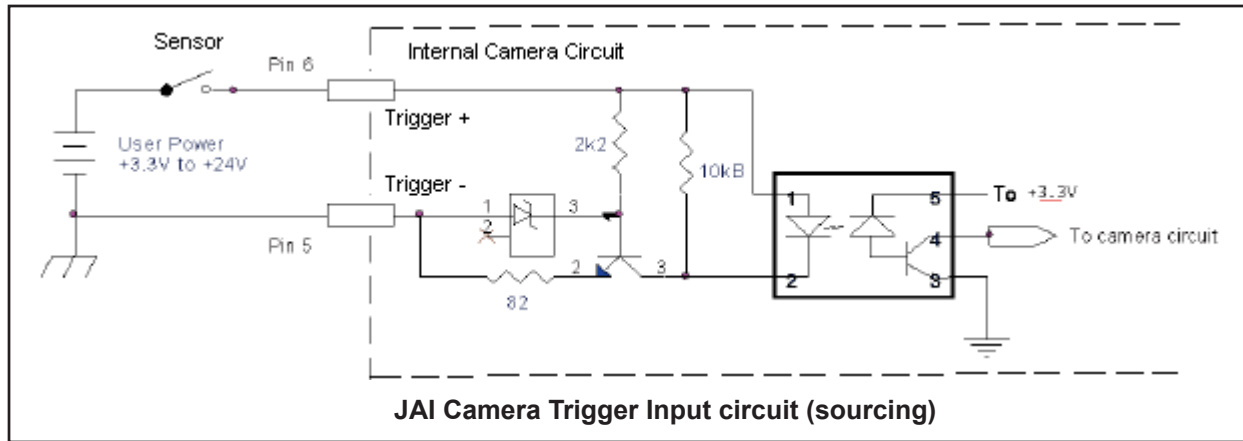 Sensor
Internal Camera Circuit
Pin 6
Trigger +
User Power
+3.3V to +24V
2k2
10kB
Trigger -
Pin 5
1
2
3
1
2
3
82
1
2
5
4
3
To +3.3V
To camera circuit
JAI Camera Trigger Input circuit (sourcing)